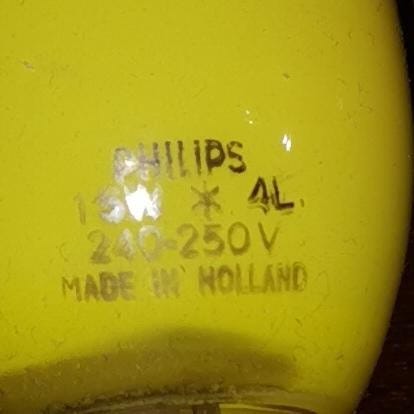 PHILIPS
15W * 4L.
240-250V
MADE IN HOLLAND